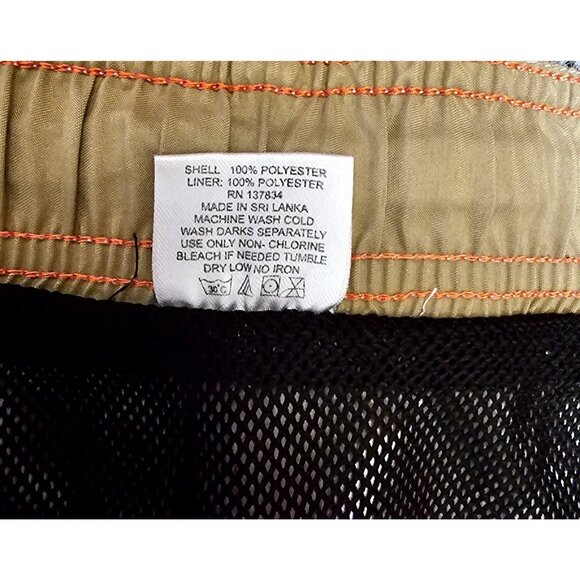 SHELL 100% POLYESTER
LINER: 100% POLYESTER
RN 137834
MADE IN SRI LANKA
MACHINE WASH COLD
WASH DARKS SEPARATELY
USE ONLY NON- CHLORINE
BLEACH IF NEEDED TUMBLE
DRY LOW NO IRON
30°C